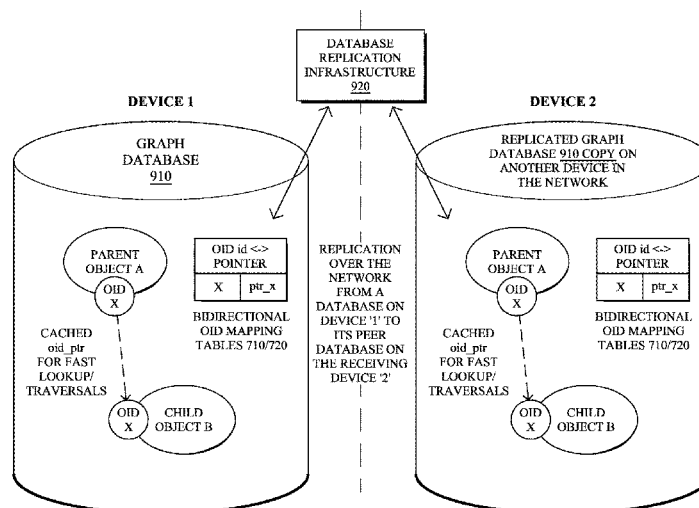 DATABASE
REPLICATION
INFRASTRUCTURE
920
DEVICE 1
GRAPH
DATABASE
910
PARENT
OBJECT A
OID
X
OID id <->
POINTER
X ptr_x
BIDIRECTIONAL
OID MAPPING
TABLES 710/720
CACHED
oid_ptr
FOR FAST
LOOKUP/
TRAVERSALS
OID
X
CHILD
OBJECT B
REPLICATION
OVER THE
NETWORK
FROM A
DATABASE ON
DEVICE '1' TO
ITS PEER
DATABASE ON
THE RECEIVING
DEVICE '2'
DEVICE 2
REPLICATED GRAPH
DATABASE 910 COPY ON
ANOTHER DEVICE IN
THE NETWORK
PARENT
OBJECT A
OID
X
OID id <->
POINTER
X ptr_x
BIDIRECTIONAL
OID MAPPING
TABLES 710/720
CACHED
oid_ptr
FOR FAST
LOOKUP/
TRAVERSALS
OID
X
CHILD
OBJECT B